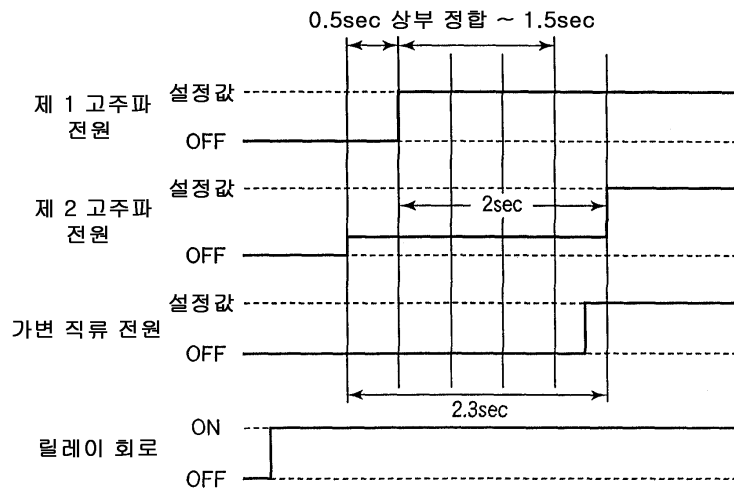 0.5sec 상부 정합 ~ 1.5sec
제 1 고주파
전원
설정값
OFF
제 2 고주파
전원
설정값
2sec
OFF
가변 직류 전원
설정값
OFF
2.3sec
릴레이 회로
ON
OFF